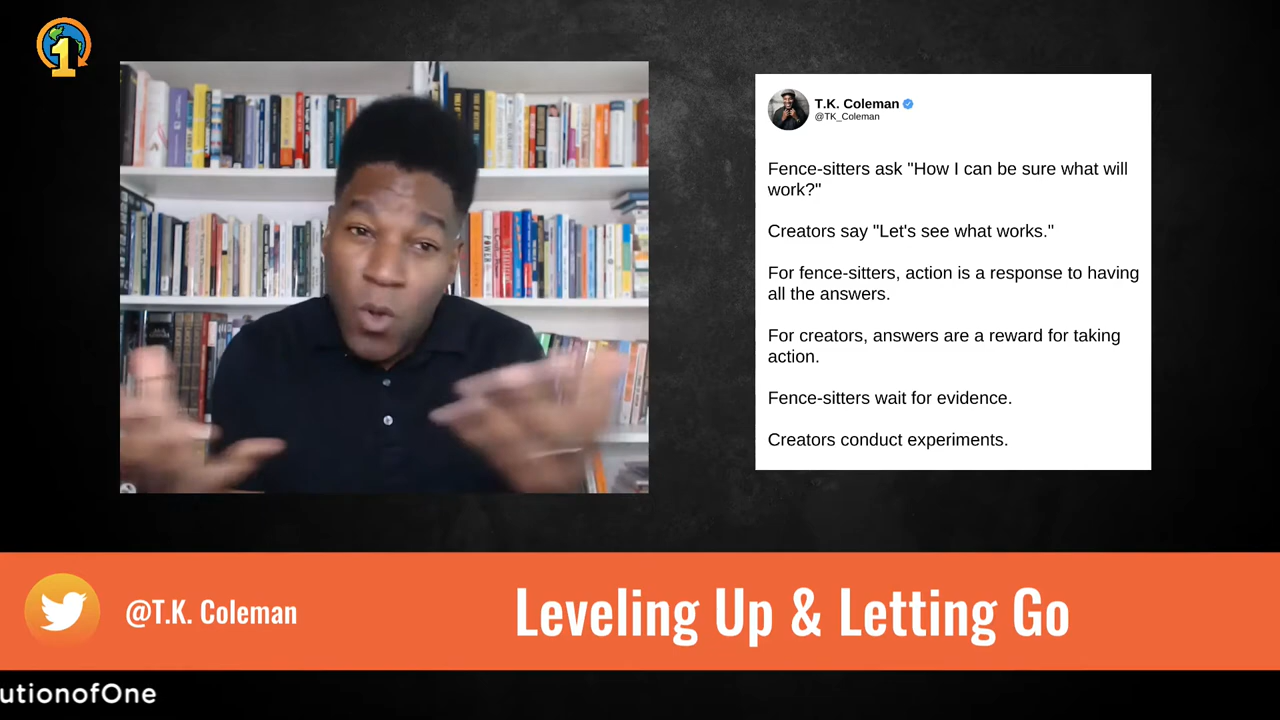 1
T.K. Coleman
@TK_Coleman
Fence-sitters ask "How I can be sure what will
work?"
Creators say "Let's see what works."
For fence-sitters, action is a response to having
all the answers.
For creators, answers are a reward for taking
action.
Fence-sitters wait for evidence.
Creators conduct experiments.
POWER
@T.K. Coleman
Leveling Up & Letting Go
utionofOne